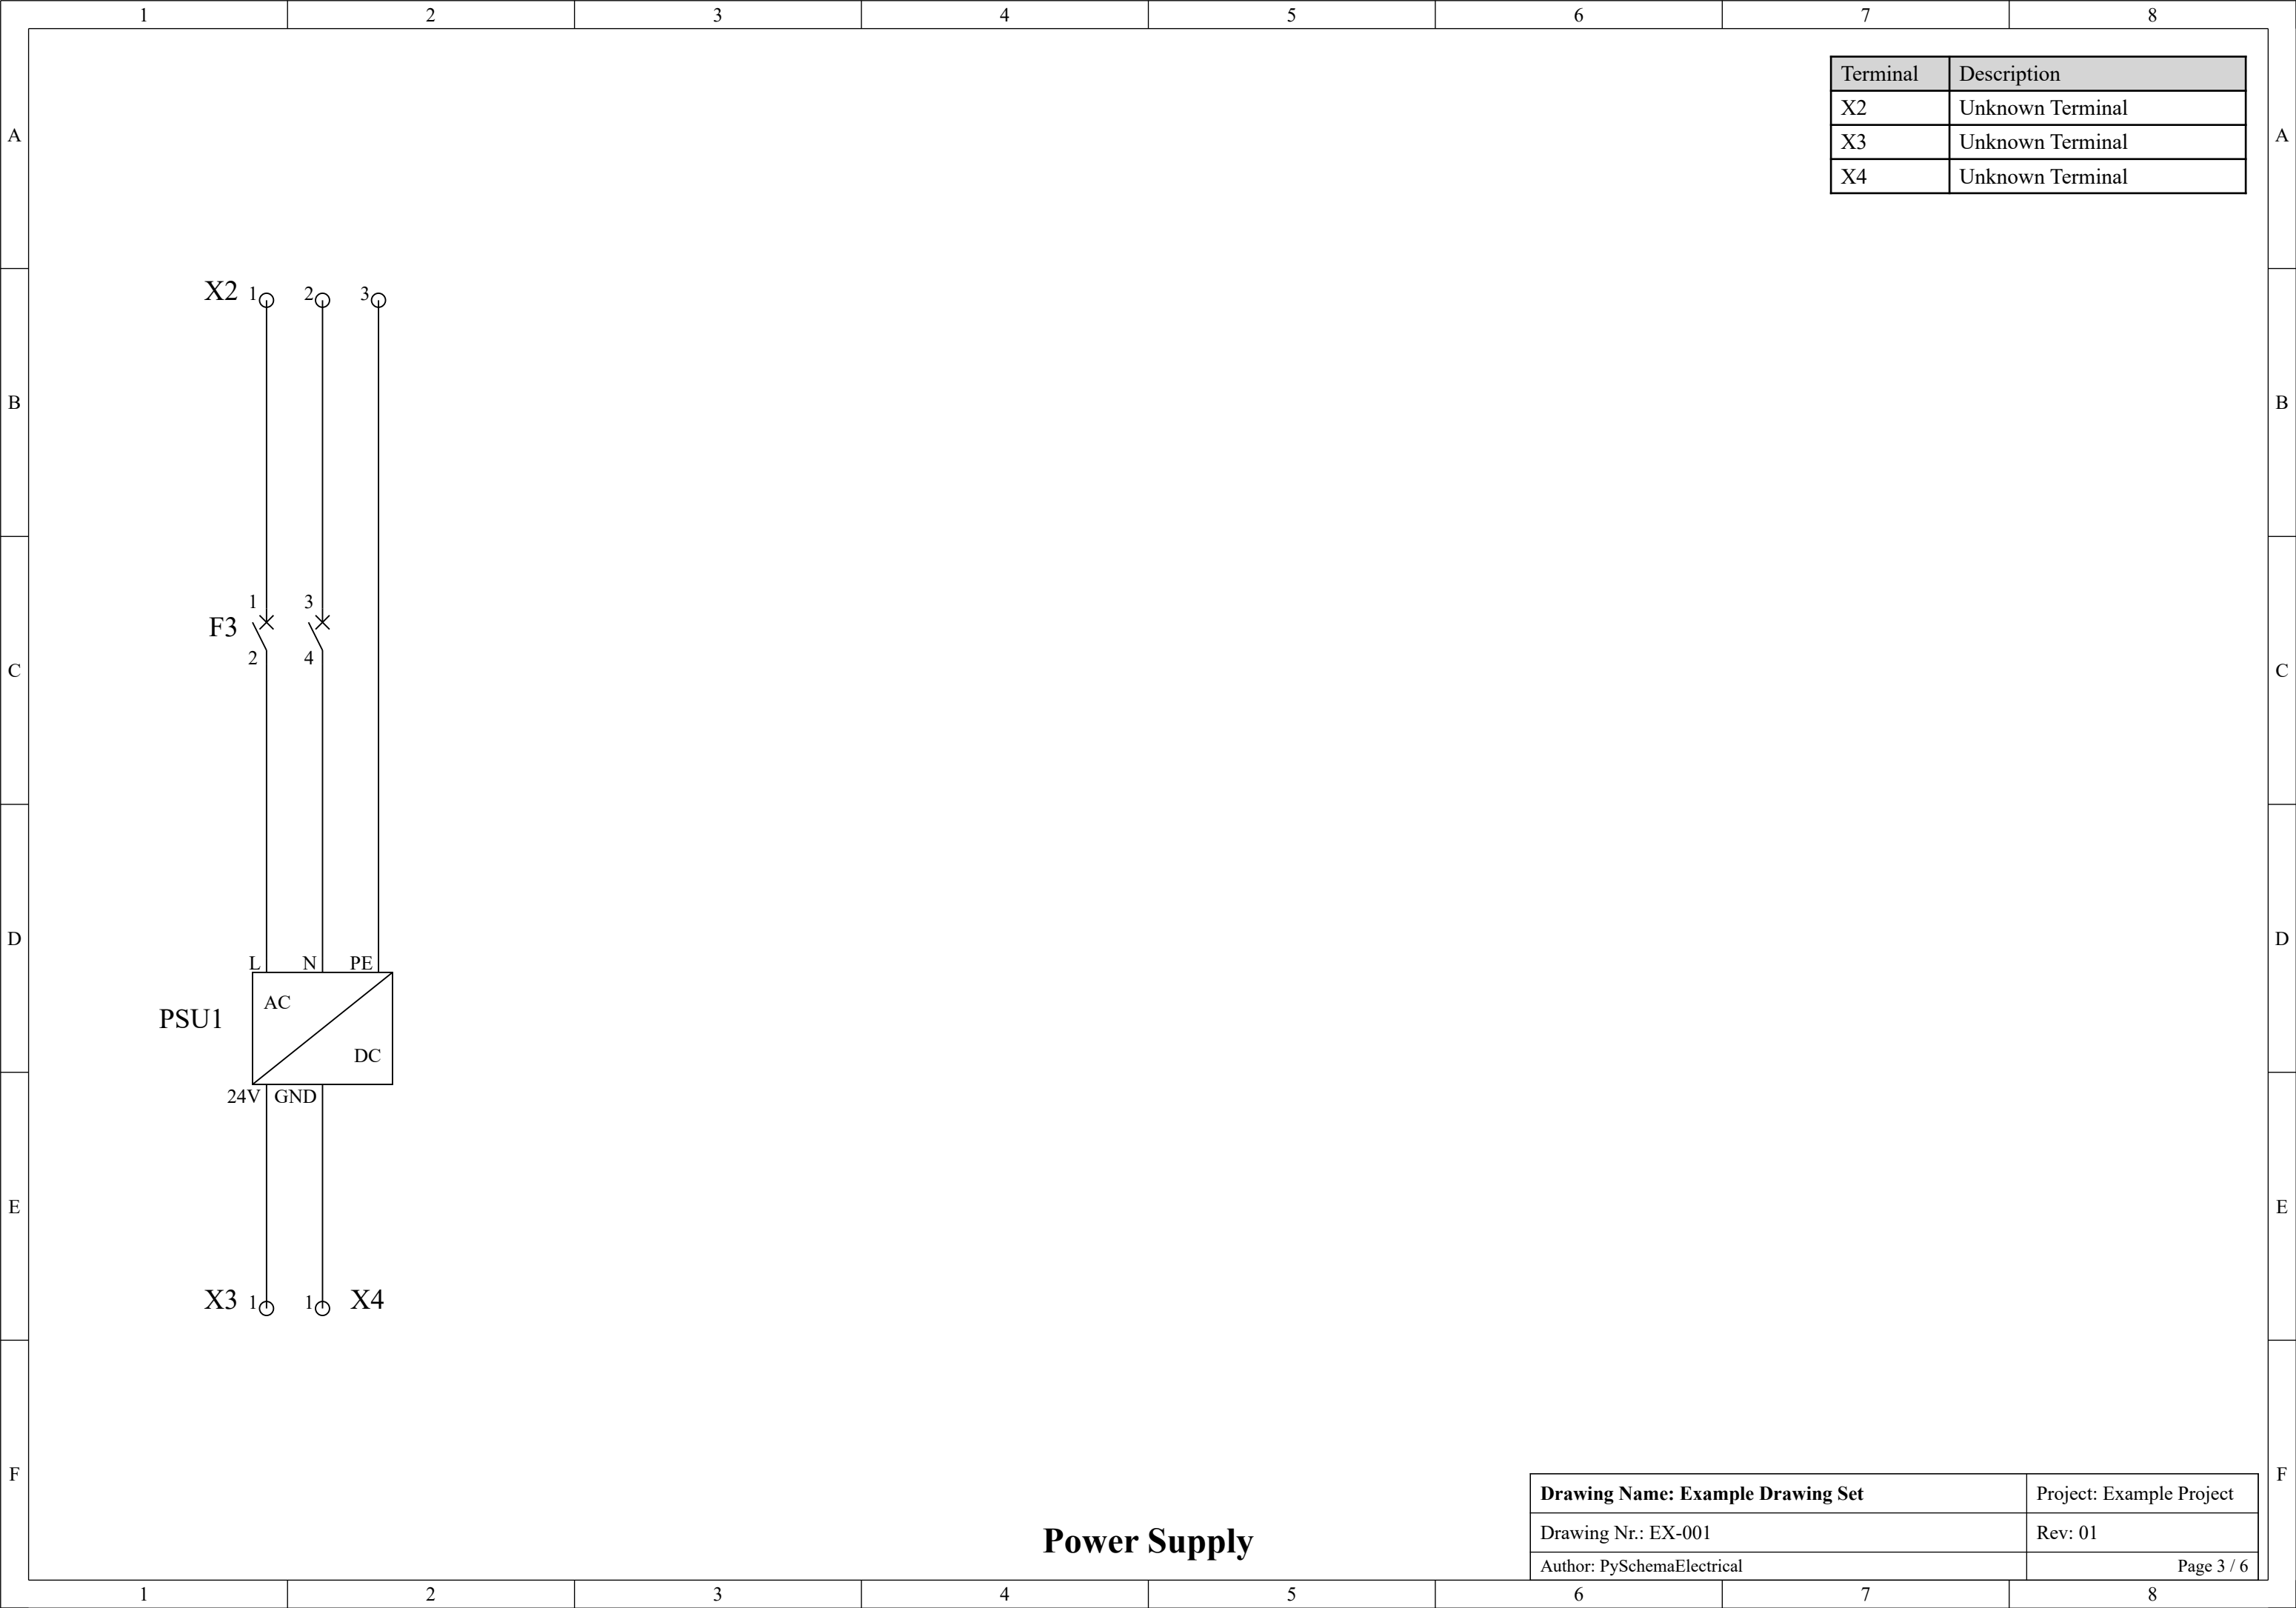 1 2 3 4 5 6 7 8
Terminal Description
X2 Unknown Terminal
A A
X3 Unknown Terminal
X4 Unknown Terminal
X2 1 2 3
B B
1 3
F3
2 4
C C
D D
L N PE
AC
PSU1
DC
24V GND
E E
X3 1 1 X4
F F
Drawing Name: Example Drawing Set Project: Example Project
Drawing Nr.: EX-001 Rev: 01
Power Supply
Author: PySchemaElectrical Page 3 / 6
1 2 3 4 5 6 7 8